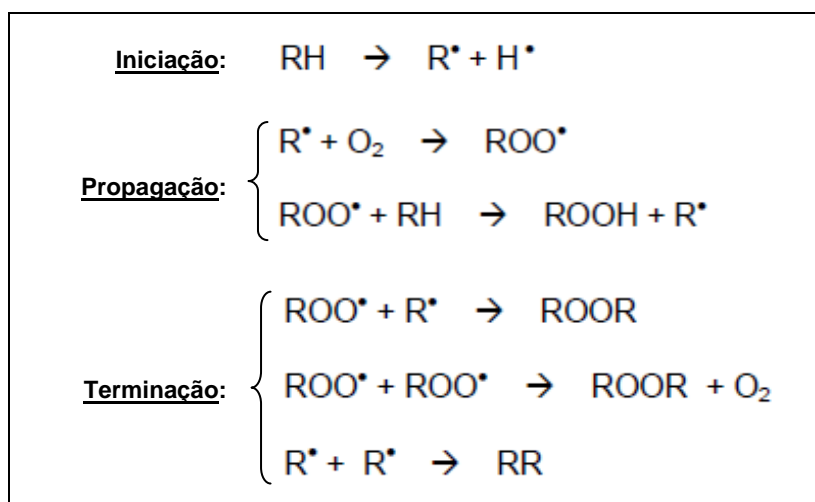 Iniciação: RH → R• + H•
R• + O₂ → ROO•
Propagação:
ROO• + RH → ROOH + R•
ROO• + R• → ROOR
Terminação: ROO• + ROO• → ROOR + O₂
R• + R• → RR